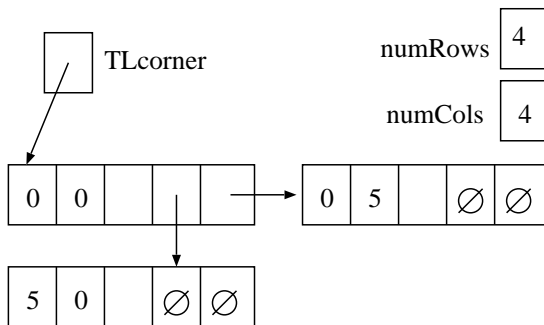 TLcorner
numRows 4
numCols 4
0 0
0 5 ∅ ∅
5 0 ∅ ∅